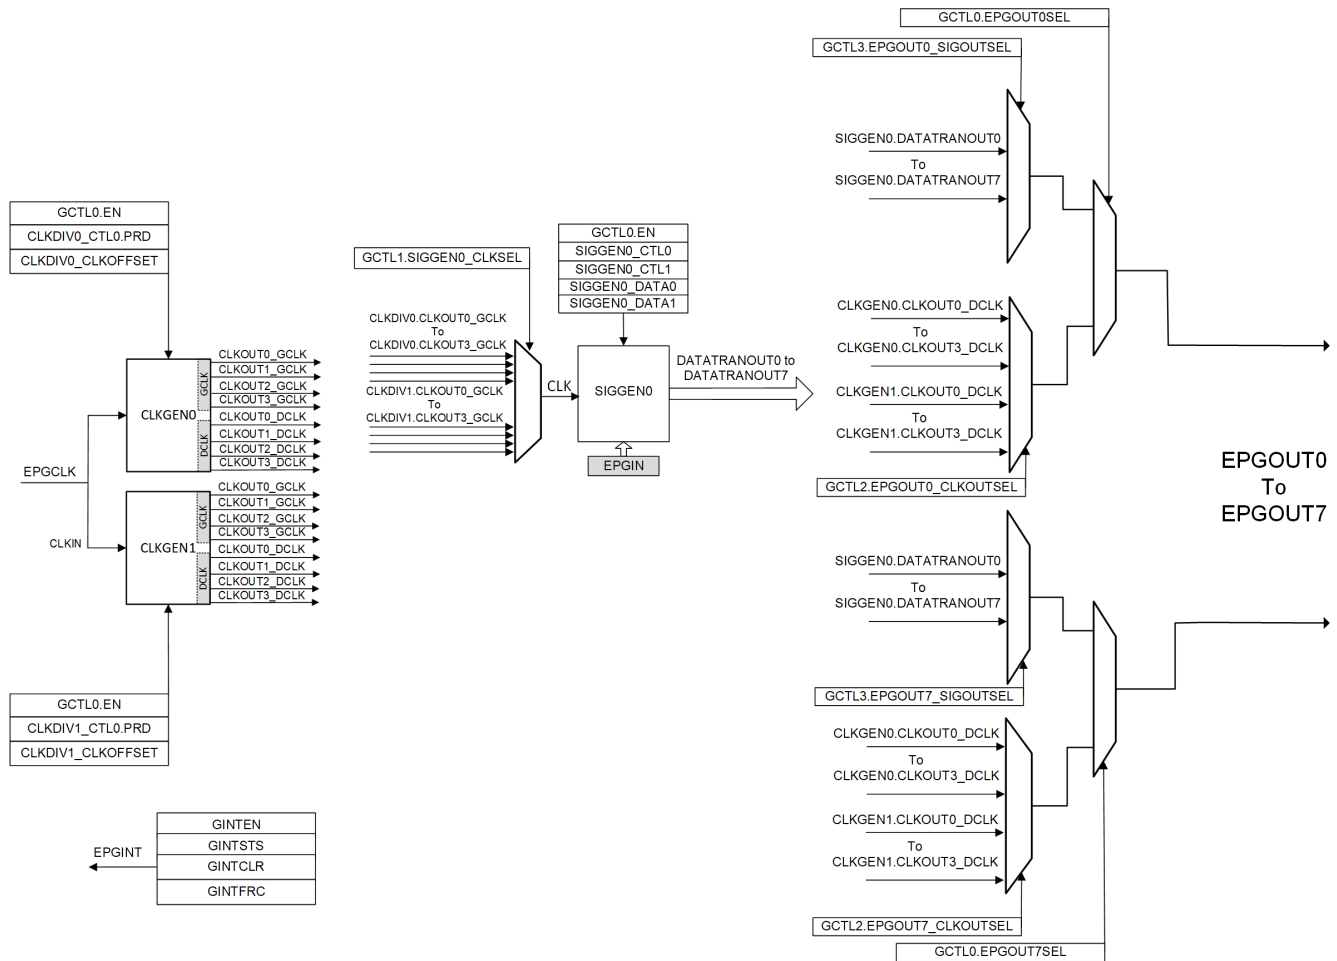 GCTL0.EPGOUT0SEL
GCTL3.EPGOUT0_SIGOUTSEL
SIGGEN0.DATATRANOUT0
To
SIGGEN0.DATATRANOUT7
GCTL0.EN
CLKDIV0_CTL0.PRD
CLKDIV0_CLKOFFSET
GCTL1.SIGGEN0_CLKSEL
GCTL0.EN
SIGGEN0_CTL0
SIGGEN0_CTL1
SIGGEN0_DATA0
SIGGEN0_DATA1
CLKDIV0.CLKOUT0_GCLK
To
CLKDIV0.CLKOUT3_GCLK
CLKDIV1.CLKOUT0_GCLK
To
CLKDIV1.CLKOUT3_GCLK
CLK
SIGGEN0
EPGIN
DATATRANOUT0 to
DATATRANOUT7
CLKGEN0.CLKOUT0_DCLK
To
CLKGEN0.CLKOUT3_DCLK
CLKGEN1.CLKOUT0_DCLK
To
CLKGEN1.CLKOUT3_DCLK
GCTL2.EPGOUT0_CLKOUTSEL
EPGCLK
CLKIN
CLKGEN0
GCLK
DCLK
CLKOUT0_GCLK
CLKOUT1_GCLK
CLKOUT2_GCLK
CLKOUT3_GCLK
CLKOUT0_DCLK
CLKOUT1_DCLK
CLKOUT2_DCLK
CLKOUT3_DCLK
CLKGEN1
GCLK
DCLK
CLKOUT0_GCLK
CLKOUT1_GCLK
CLKOUT2_GCLK
CLKOUT3_GCLK
CLKOUT0_DCLK
CLKOUT1_DCLK
CLKOUT2_DCLK
CLKOUT3_DCLK
EPGOUT0
To
EPGOUT7
SIGGEN0.DATATRANOUT0
To
SIGGEN0.DATATRANOUT7
GCTL3.EPGOUT7_SIGOUTSEL
GCTL0.EN
CLKDIV1_CTL0.PRD
CLKDIV1_CLKOFFSET
CLKGEN0.CLKOUT0_DCLK
To
CLKGEN0.CLKOUT3_DCLK
CLKGEN1.CLKOUT0_DCLK
To
CLKGEN1.CLKOUT3_DCLK
EPGINT
GINTEN
GINTSTS
GINTCLR
GINTFRC
GCTL2.EPGOUT7_CLKOUTSEL
GCTL0.EPGOUT7SEL